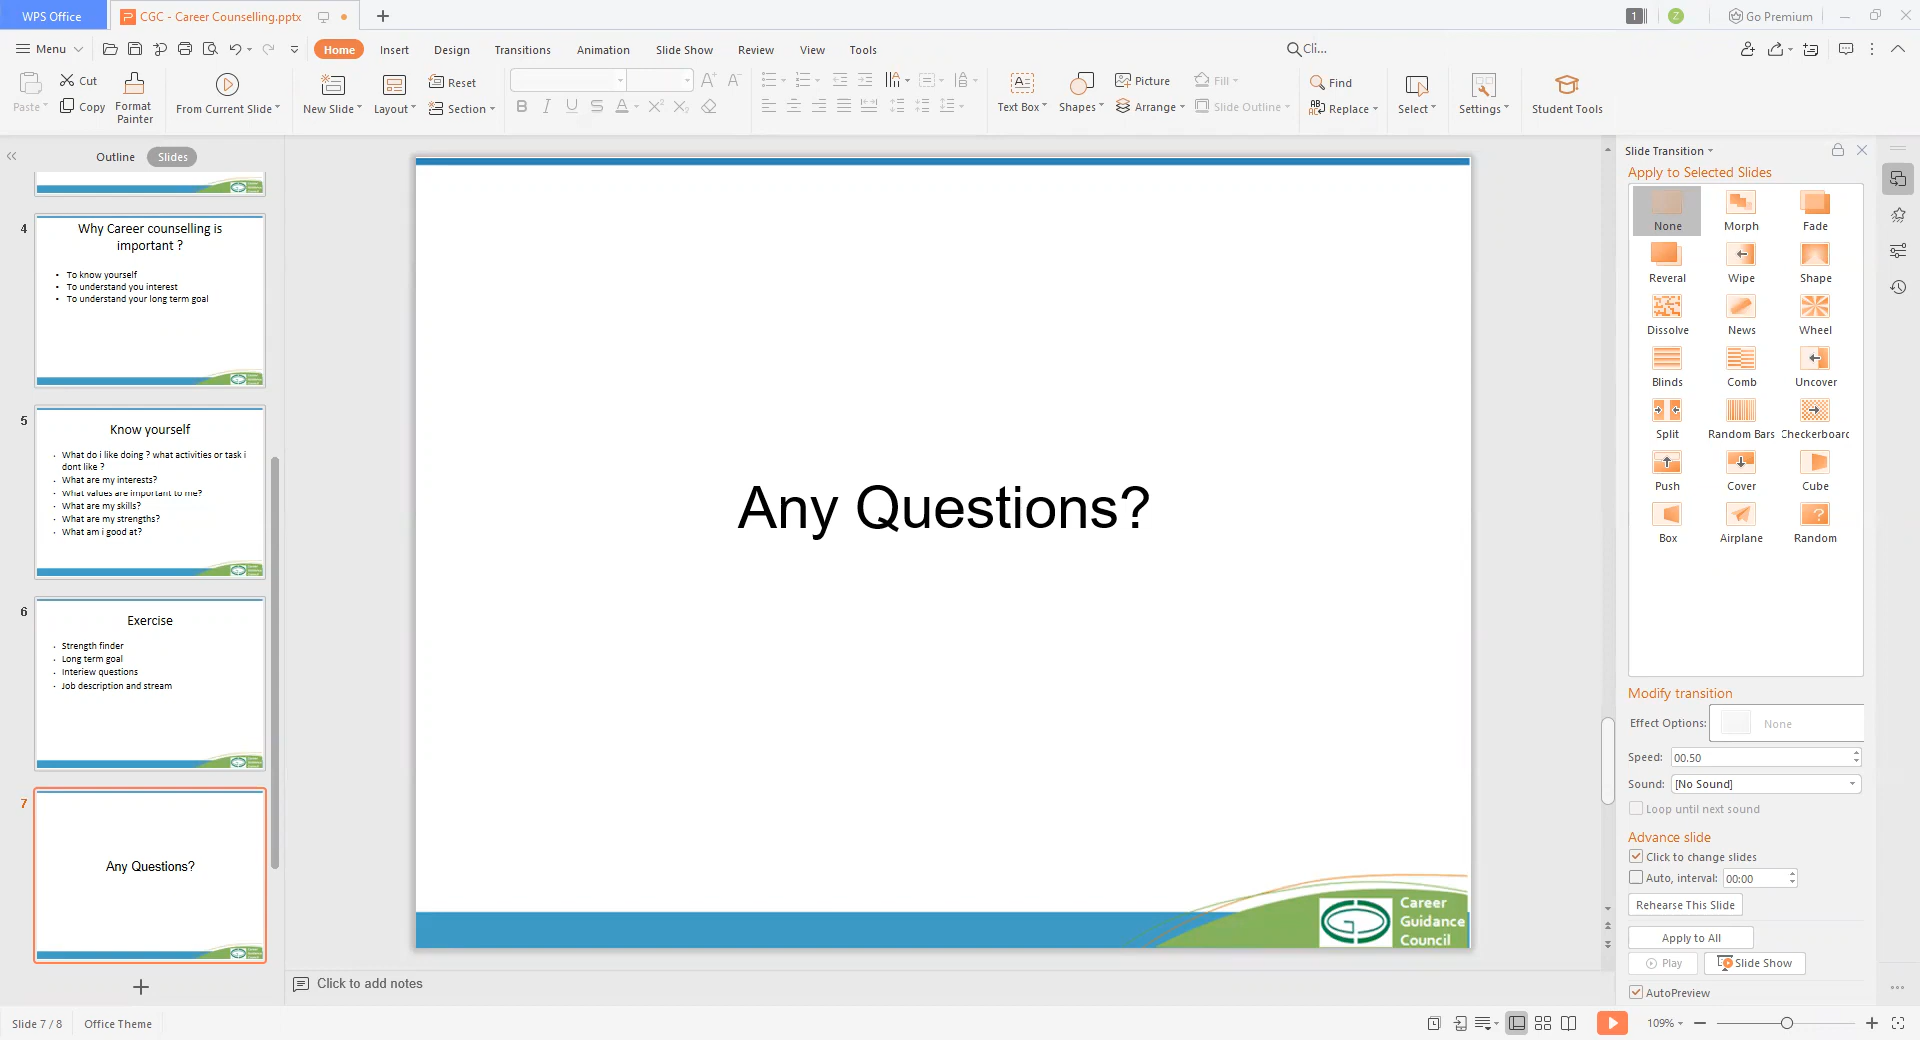 WPS Office
CGC - Career Counselling.pptx
1
Z
Go Premium
Menu
Home
Insert
Design
Transitions
Animation
Slide Show
Review
View
Tools
Cli...
Paste
Cut
Copy
Format
Painter
From Current Slide
New Slide
Layout
Reset
Section
Text Box
Shapes
Picture
Arrange
Fill
Slide Outline
Find
Replace
Select
Settings
Student Tools
Outline
Slides
4
Why Career counselling is
important ?
• To know yourself
• To understand you interest
• To understand your long term goal
5
Know yourself
• What do i like doing ? what activities or task i
dont like ?
• What are my interests?
• What values are important to me?
• What are my skills?
• What are my strengths?
• What am i good at?
6
Exercise
• Strength finder
• Long term goal
• Interiew questions
• Job description and stream
7
Any Questions?
Any Questions?
Career
Guidance
Council
Click to add notes
Slide Transition
Apply to Selected Slides
None
Morph
Fade
Reveral
Wipe
Shape
Dissolve
News
Wheel
Blinds
Comb
Uncover
Split
Random Bars
Checkerboard
Push
Cover
Cube
Box
Airplane
Random
Modify transition
Effect Options: None
Speed: 00.50
Sound: [No Sound]
Loop until next sound
Advance slide
Click to change slides
Auto, interval: 00:00
Rehearse This Slide
Apply to All
Play
Slide Show
AutoPreview
Slide 7 / 8
Office Theme
109%